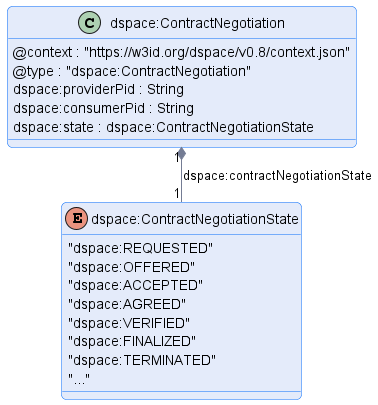 C dspace:ContractNegotiation
@context : "https://w3id.org/dspace/v0.8/context.json"
@type : "dspace:ContractNegotiation"
dspace:providerPid : String
dspace:consumerPid : String
dspace:state : dspace:ContractNegotiationState
1
dspace:contractNegotiationState
1
E dspace:ContractNegotiationState
"dspace:REQUESTED"
"dspace:OFFERED"
"dspace:ACCEPTED"
"dspace:AGREED"
"dspace:VERIFIED"
"dspace:FINALIZED"
"dspace:TERMINATED"
"..."